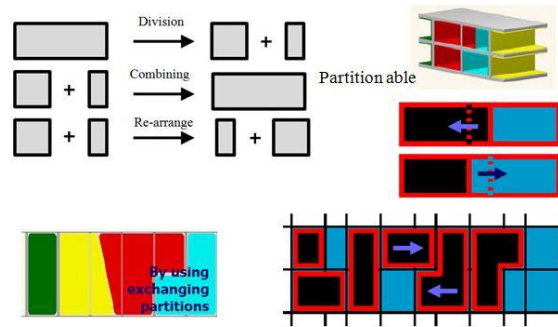 Division
+
Combining
+
Partition able
Re-arrange
+
+
By using
exchanging
partitions